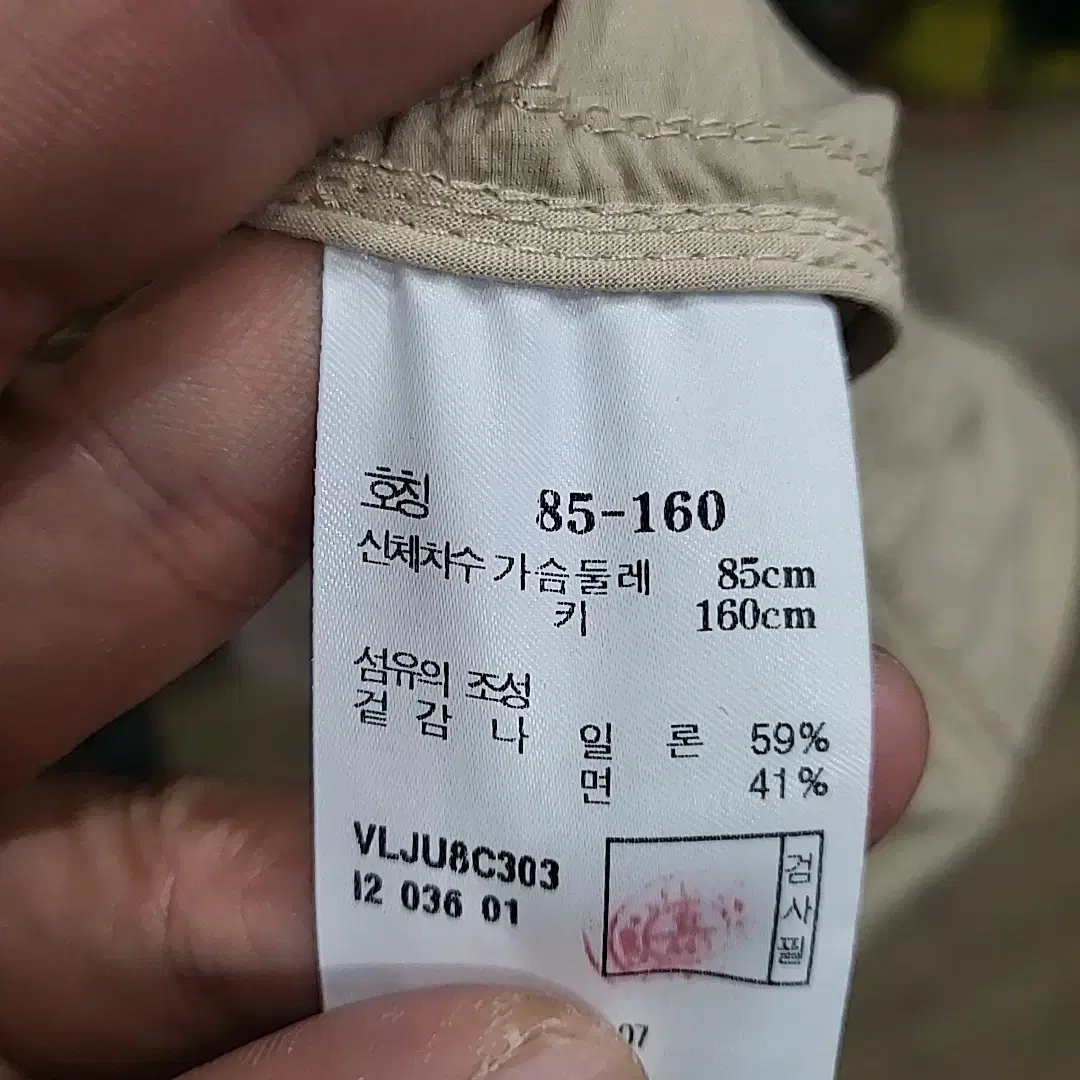 호칭 85-160
신체치수 가슴둘레 85cm
키 160cm
섬유의 조성
겉감 나일론 59%
면 41%
VLJU8C303
I2 036 01
검사필
07